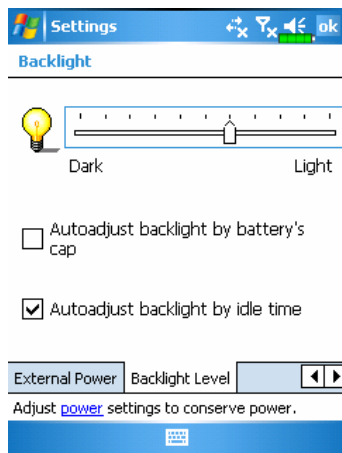 Settings ok
Backlight
Dark Light
Autoadjust backlight by battery's
cap
Autoadjust backlight by idle time
External Power Backlight Level
Adjust power settings to conserve power.